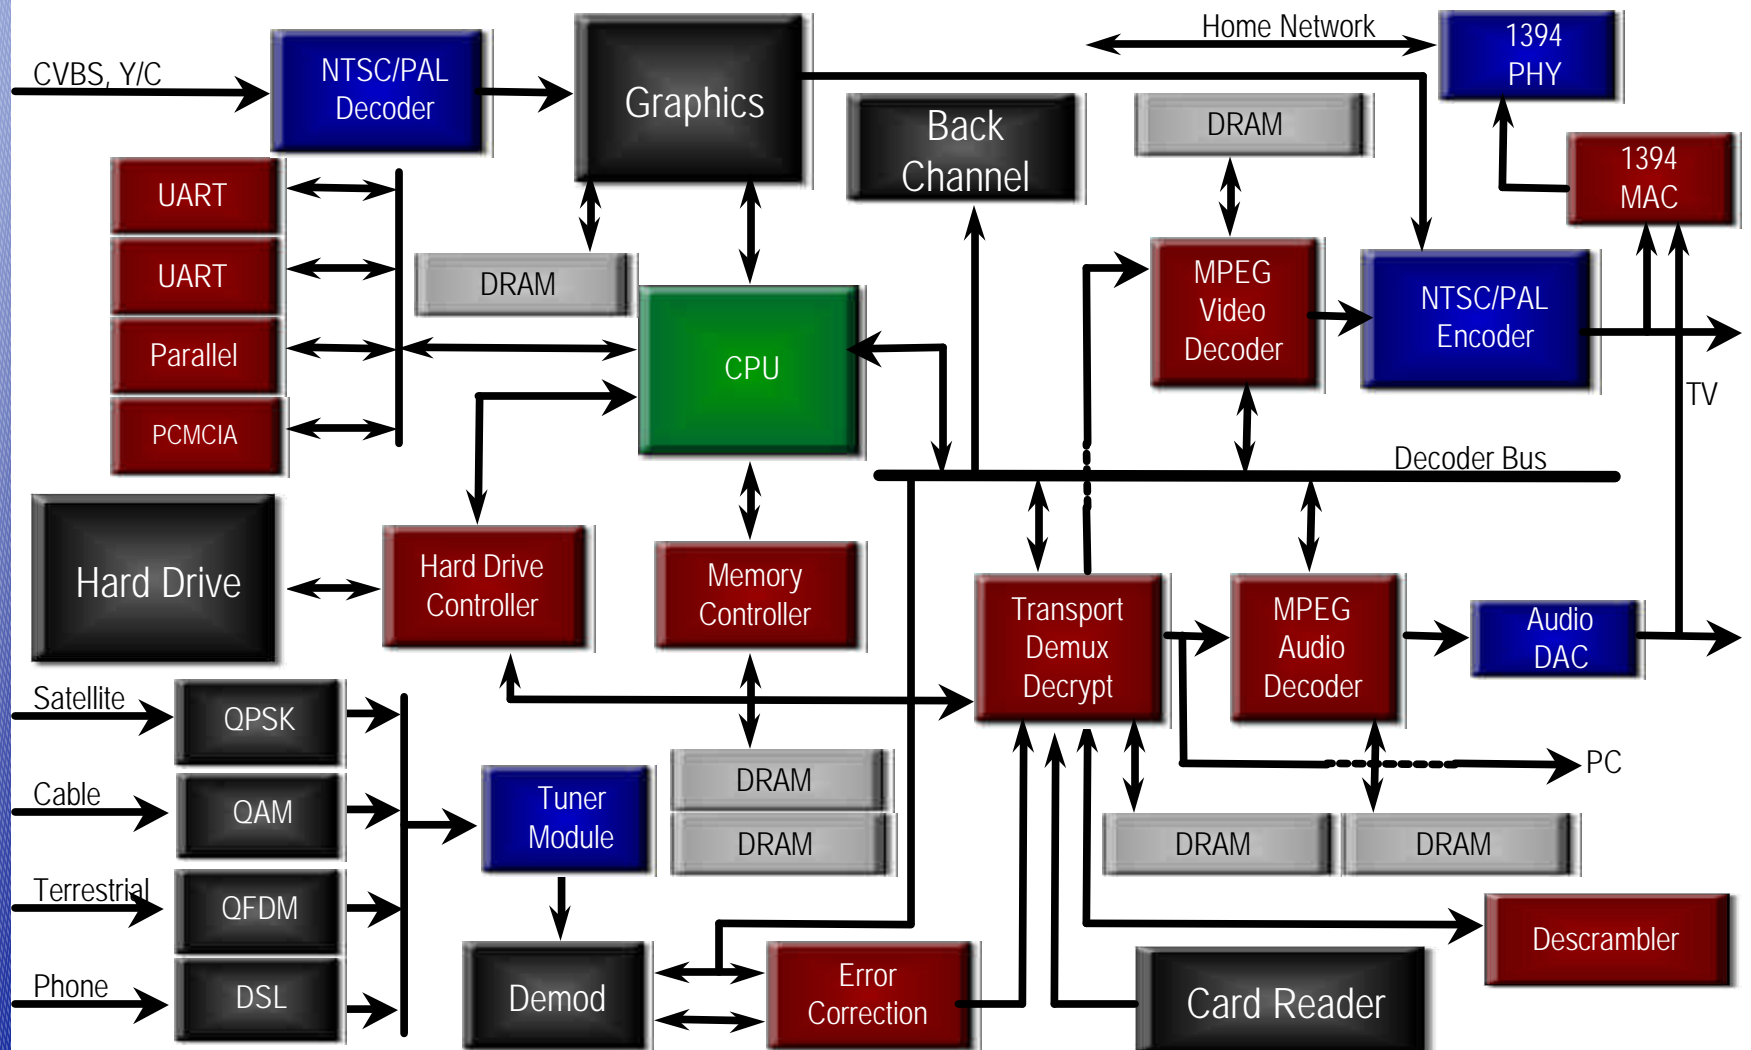 Home Network
1394
PHY
CVBS, Y/C
NTSC/PAL
Decoder
Graphics
Back
Channel
DRAM
1394
MAC
UART
UART
Parallel
PCMCIA
DRAM
CPU
MPEG
Video
Decoder
NTSC/PAL
Encoder
TV
Decoder Bus
Hard Drive
Hard Drive
Controller
Memory
Controller
Transport
Demux
Decrypt
MPEG
Audio
Decoder
Audio
DAC
Satellite
QPSK
Cable
QAM
Terrestrial
QFDM
Phone
DSL
Tuner
Module
DRAM
DRAM
PC
DRAM
DRAM
Demod
Error
Correction
Card Reader
Descrambler